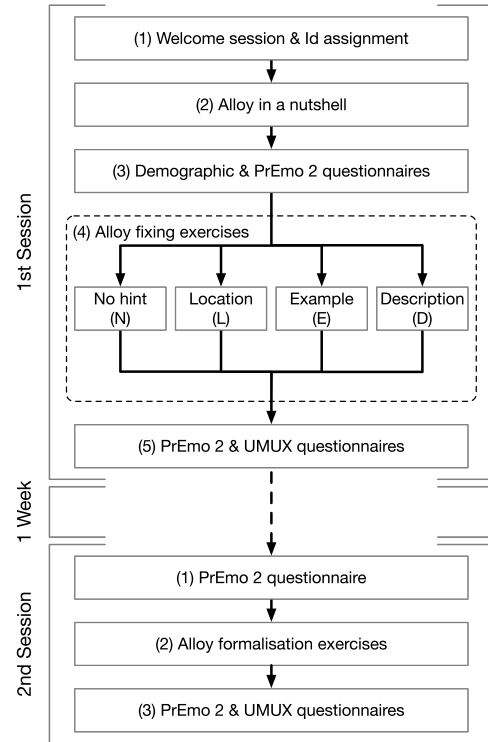 1st Session
(1) Welcome session & Id assignment
(2) Alloy in a nutshell
(3) Demographic & PrEmo 2 questionnaires
(4) Alloy fixing exercises
No hint
(N)
Location
(L)
Example
(E)
Description
(D)
(5) PrEmo 2 & UMUX questionnaires
1 Week
2nd Session
(1) PrEmo 2 questionnaire
(2) Alloy formalisation exercises
(3) PrEmo 2 & UMUX questionnaires